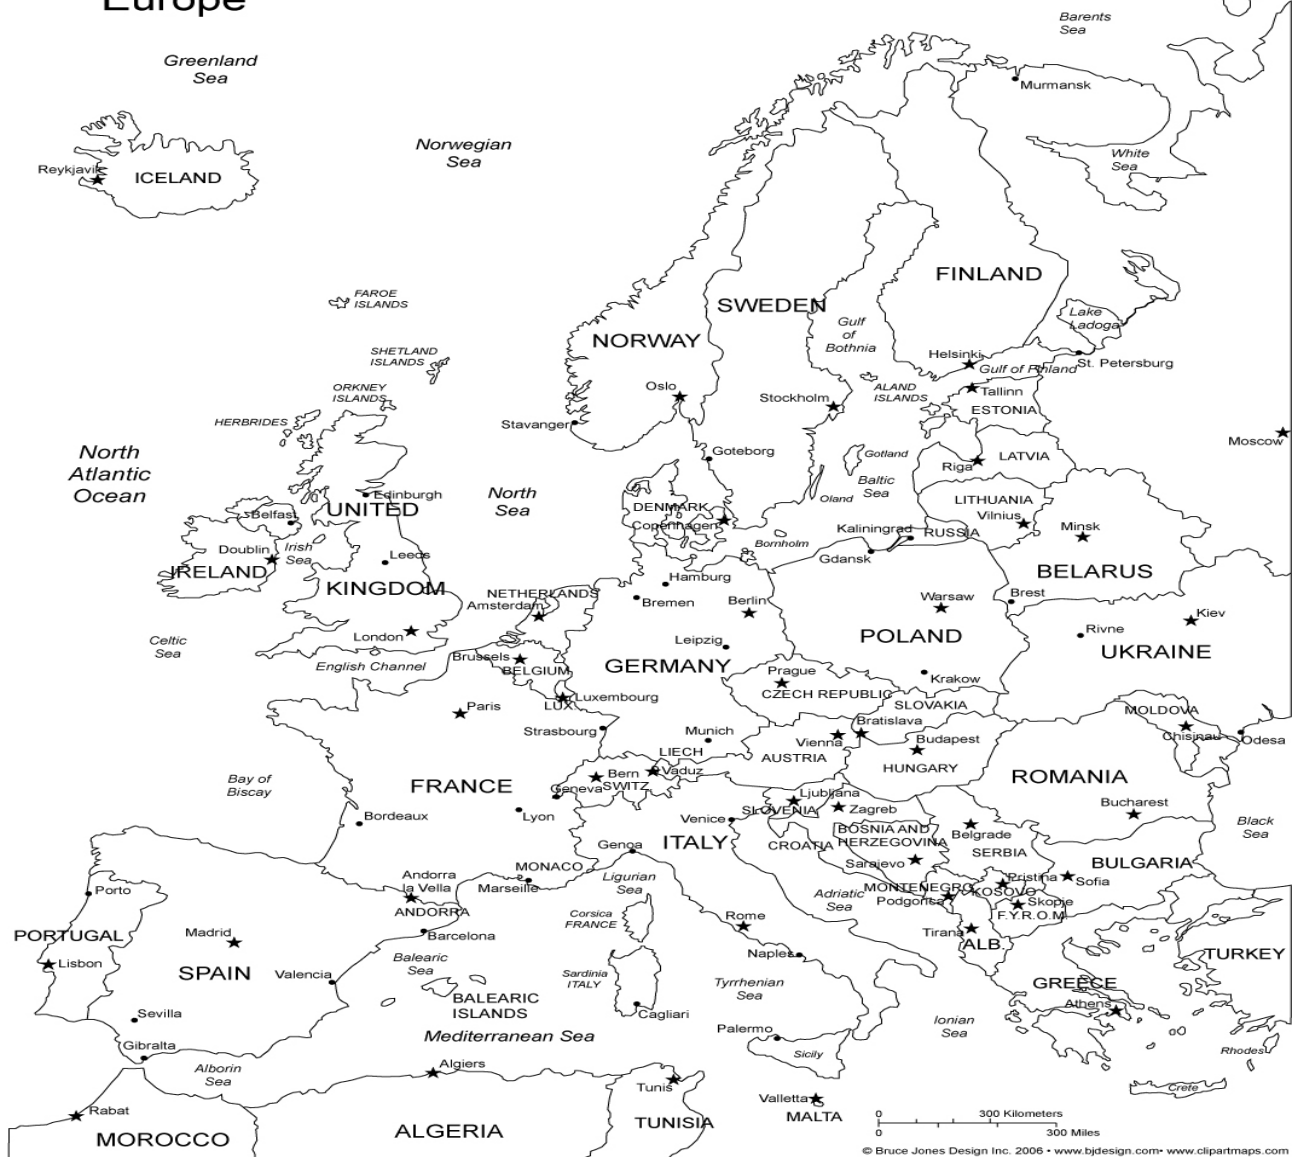 Europe
Barents
Sea
Greenland
Sea
Murmansk
Norwegian
Sea
White
Sea
Reykjavik
ICELAND
FINLAND
FAROE
ISLANDS
SWEDEN
Lake
Ladoga
Gulf
of
Bothnia
NORWAY
SHETLAND
ISLANDS
Helsinki
Gulf of Finland
St. Petersburg
ORKNEY
ISLANDS
Oslo
ALAND
ISLANDS
Tallinn
Stockholm
ESTONIA
HERBRIDES
Stavanger
Moscow
North
Atlantic
Ocean
Goteborg
Gotland
LATVIA
Riga
Baltic
Sea
North
Sea
Edinburgh
Oland
LITHUANIA
UNITED
DENMARK
Vilnius
Belfast
Copenhagen
Kaliningrad
RUSSIA
Minsk
Doublin
Irish
Sea
Bornholm
Leeds
Gdansk
IRELAND
BELARUS
Hamburg
KINGDOM
NETHERLANDS
Amsterdam
Bremen
Berlin
Warsaw
Brest
Kiev
London
Rivne
Celtic
Sea
Leipzig
POLAND
UKRAINE
English Channel
Brussels
BELGIUM
GERMANY
Prague
Krakow
CZECH REPUBLIC
Luxembourg
LUX.
SLOVAKIA
Paris
MOLDOVA
Bratislava
Strasbourg
Munich
Vienna
Budapest
Chisinau
Odesa
LIECH
AUSTRIA
Bern
Vaduz
HUNGARY
Bay of
Biscay
FRANCE
Geneva
SWITZ.
ROMANIA
Ljubljana
Bucharest
SLOVENIA
Zagreb
Bordeaux
Lyon
Venice
Black
Sea
BOSNIA AND
HERZEGOVINA
Belgrade
Genoa
ITALY
CROATIA
SERBIA
Sarajevo
BULGARIA
MONACO
Andorra
la Vella
Marseille
Ligurian
Sea
Pristina
Sofia
Porto
MONTENEGRO
KOSOVO
Adriatic
Sea
Podgorica
Skopje
ANDORRA
Corsica
FRANCE
Rome
F.Y.R.O.M.
PORTUGAL
Madrid
Barcelona
Tirana
ALB.
Naples
TURKEY
Lisbon
Balearic
Sea
SPAIN
Valencia
Sardinia
ITALY
Tyrrhenian
Sea
GREECE
BALEARIC
ISLANDS
Athens
Sevilla
Cagliari
Ionian
Sea
Mediterranean Sea
Palermo
Gibralta
Sicily
Rhodes
Alborin
Sea
Algiers
Tunis
Crete
Valletta
Rabat
MALTA
0 300 Kilometers
0 300 Miles
TUNISIA
ALGERIA
MOROCCO
© Bruce Jones Design Inc. 2006 • www.bjdesign.com • www.clipartmaps.com